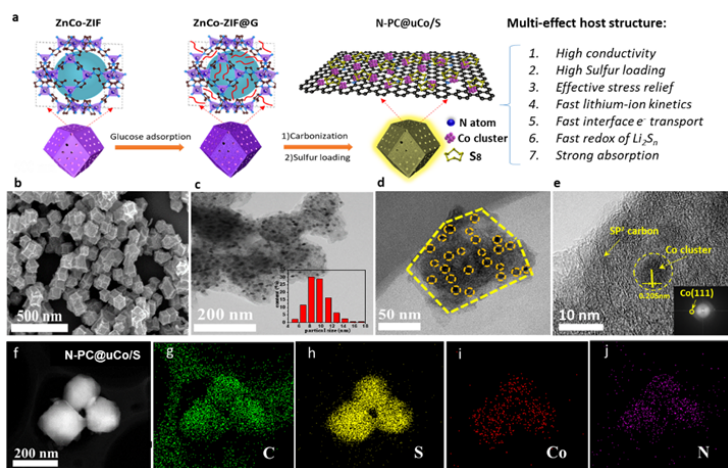 a
ZnCo-ZIF
ZnCo-ZIF@G
N-PC@uCo/S
Multi-effect host structure:
Glucose adsorption
1)Carbonization
2)Sulfur loading
N atom
Co cluster
S8
1. High conductivity
2. High Sulfur loading
3. Effective stress relief
4. Fast lithium-ion kinetics
5. Fast interface e⁻ transport
6. Fast redox of Li₂Sₙ
7. Strong absorption
b
500 nm
c
200 nm
particial size (nm)
d
50 nm
e
SP² carbon
Co cluster
0.205nm
Co(111)
10 nm
f
N-PC@uCo/S
200 nm
g
C
h
S
i
Co
j
N